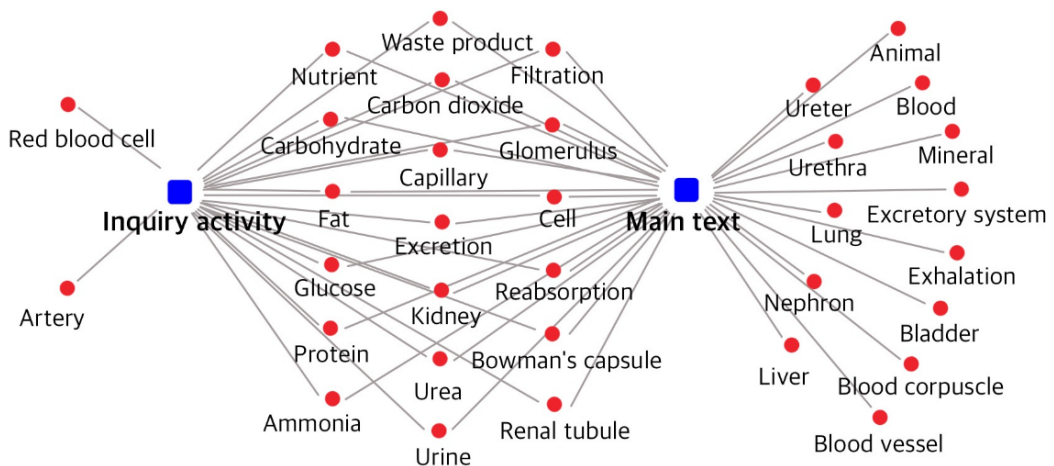 Waste product
Animal
Nutrient
Filtration
Carbon dioxide
Ureter
Blood
Red blood cell
Carbohydrate
Glomerulus
Urethra
Mineral
Capillary
Inquiry activity
Fat
Cell
Main text
Excretory system
Excretion
Lung
Exhalation
Glucose
Reabsorption
Artery
Kidney
Nephron
Bladder
Protein
Bowman's capsule
Liver
Urea
Blood corpuscle
Ammonia
Renal tubule
Blood vessel
Urine